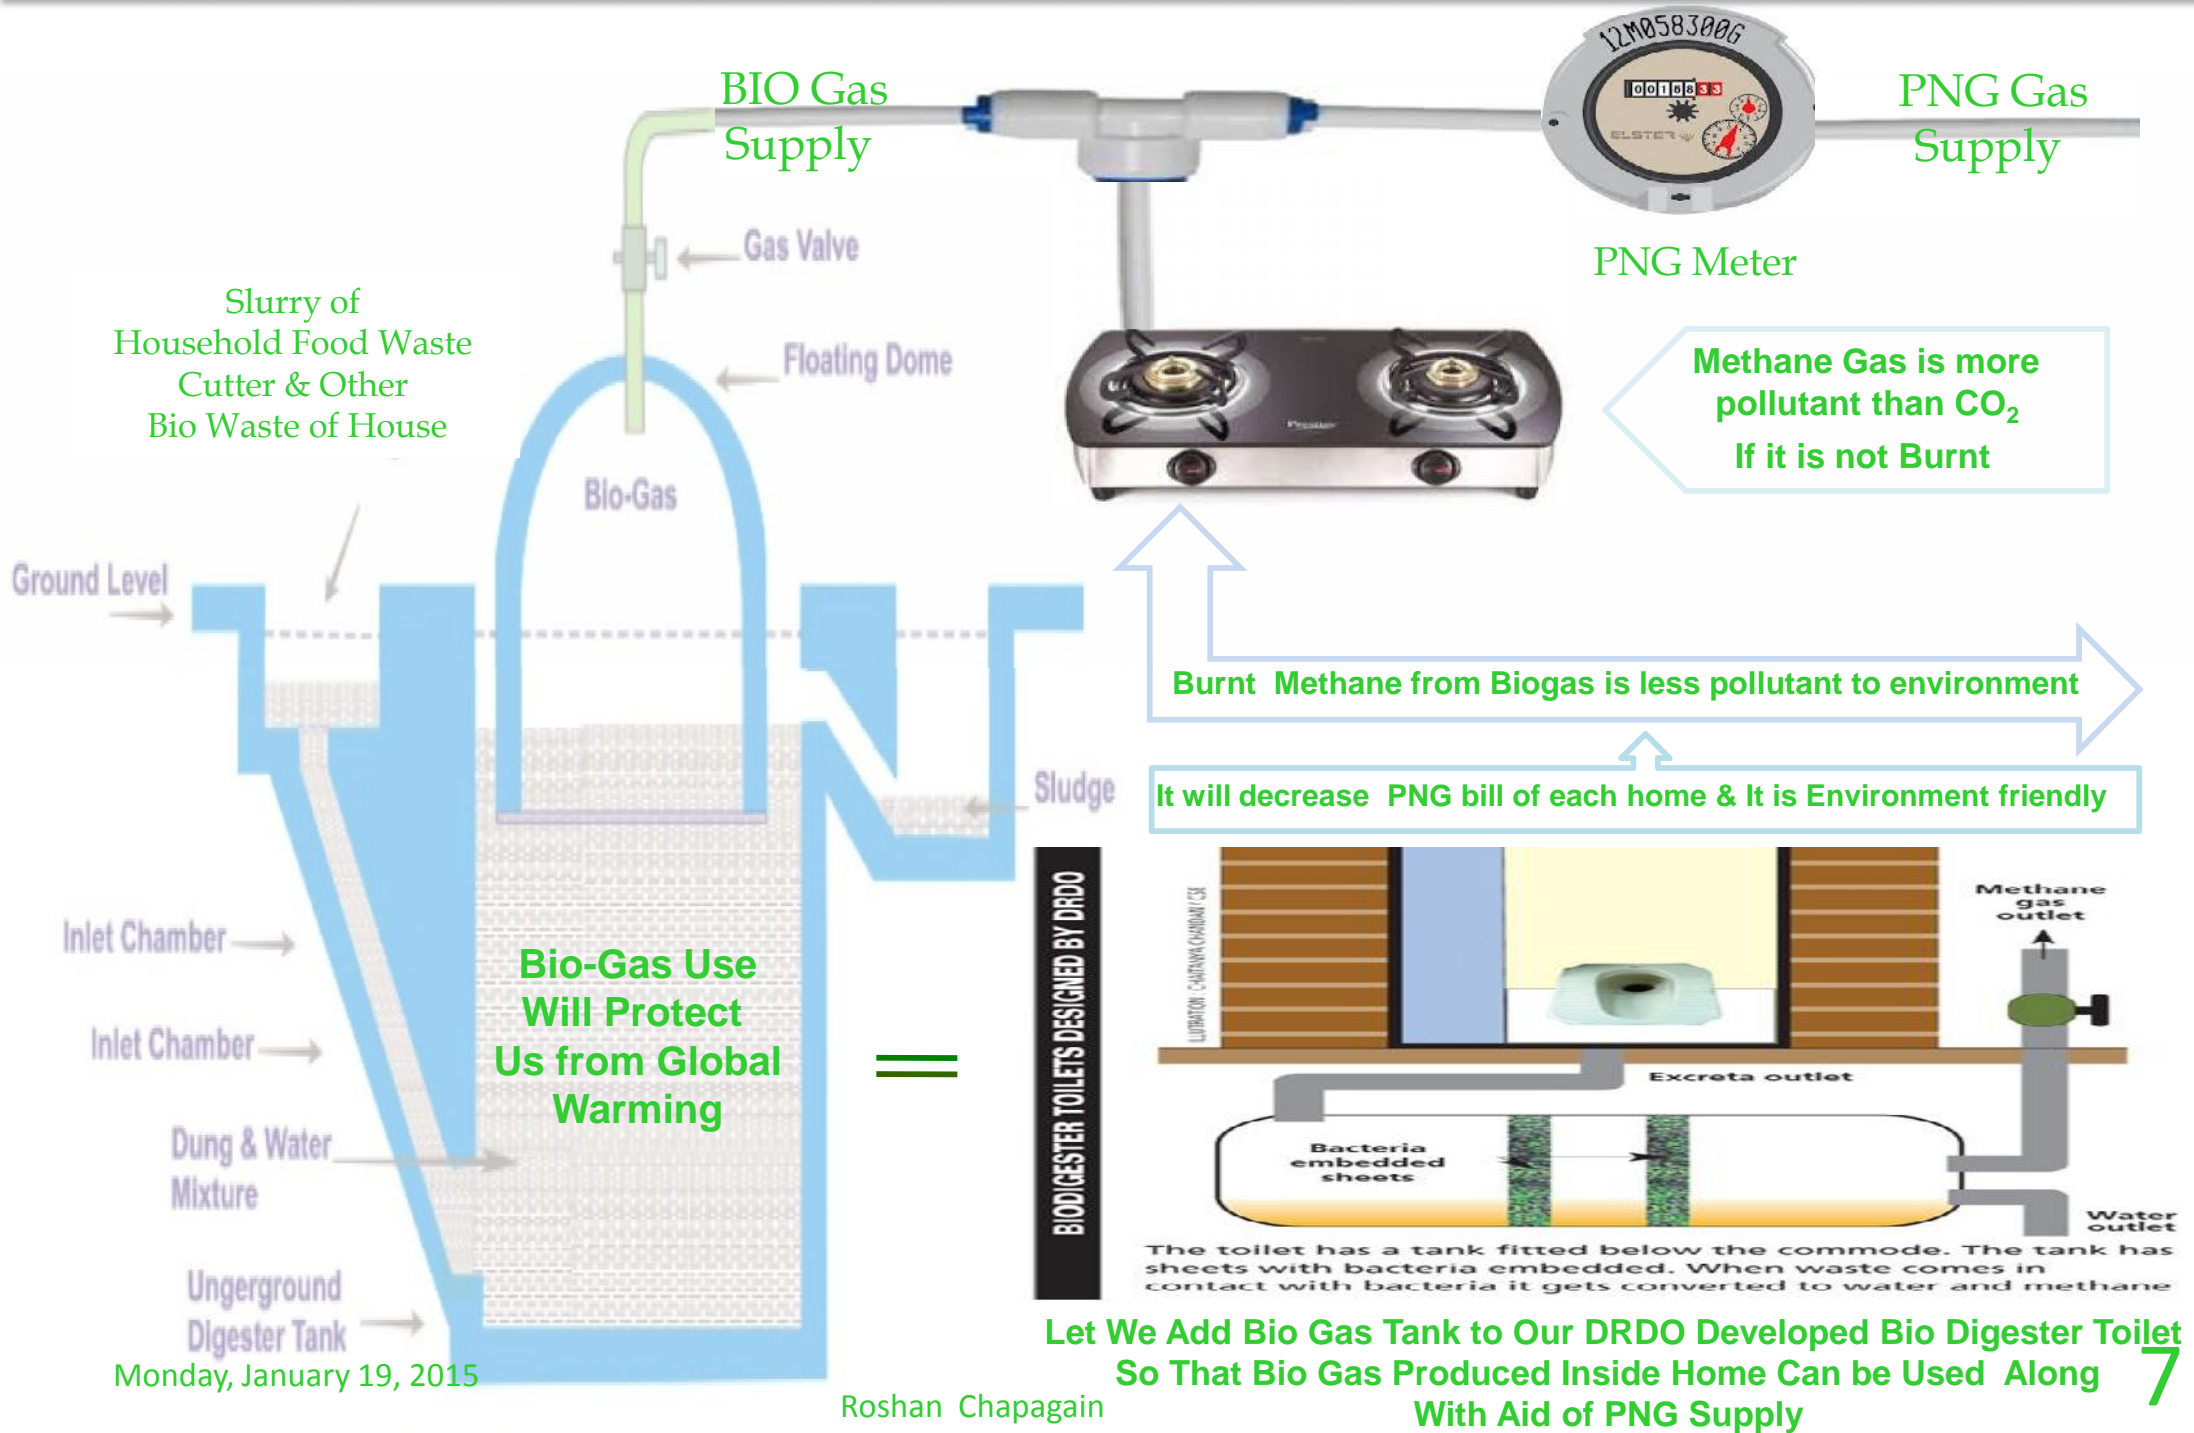 12M058300G
BIO Gas
Supply
PNG Gas
Supply
ELSTER
PNG Meter
Gas Valve
Slurry of
Household Food Waste
Cutter & Other
Bio Waste of House
Floating Dome
Methane Gas is more
pollutant than CO₂
If it is not Burnt
Bio-Gas
Ground Level
Burnt Methane from Biogas is less pollutant to environment
Sludge
It will decrease PNG bill of each home & It is Environment friendly
BIODIGESTER TOILETS DESIGNED BY DRDO
Methane
gas
outlet
Inlet Chamber
Bio-Gas Use
Will Protect
Us from Global
Warming
=
Inlet Chamber
Excreta outlet
Dung & Water
Mixture
Bacteria
embedded
sheets
Water
outlet
The toilet has a tank fitted below the commode. The tank has
sheets with bacteria embedded. When waste comes in
contact with bacteria it gets converted to water and methane
Ungerground
Digester Tank
Let We Add Bio Gas Tank to Our DRDO Developed Bio Digester Toilet
So That Bio Gas Produced Inside Home Can be Used Along
With Aid of PNG Supply
Monday, January 19, 2015
Roshan Chapagain
7